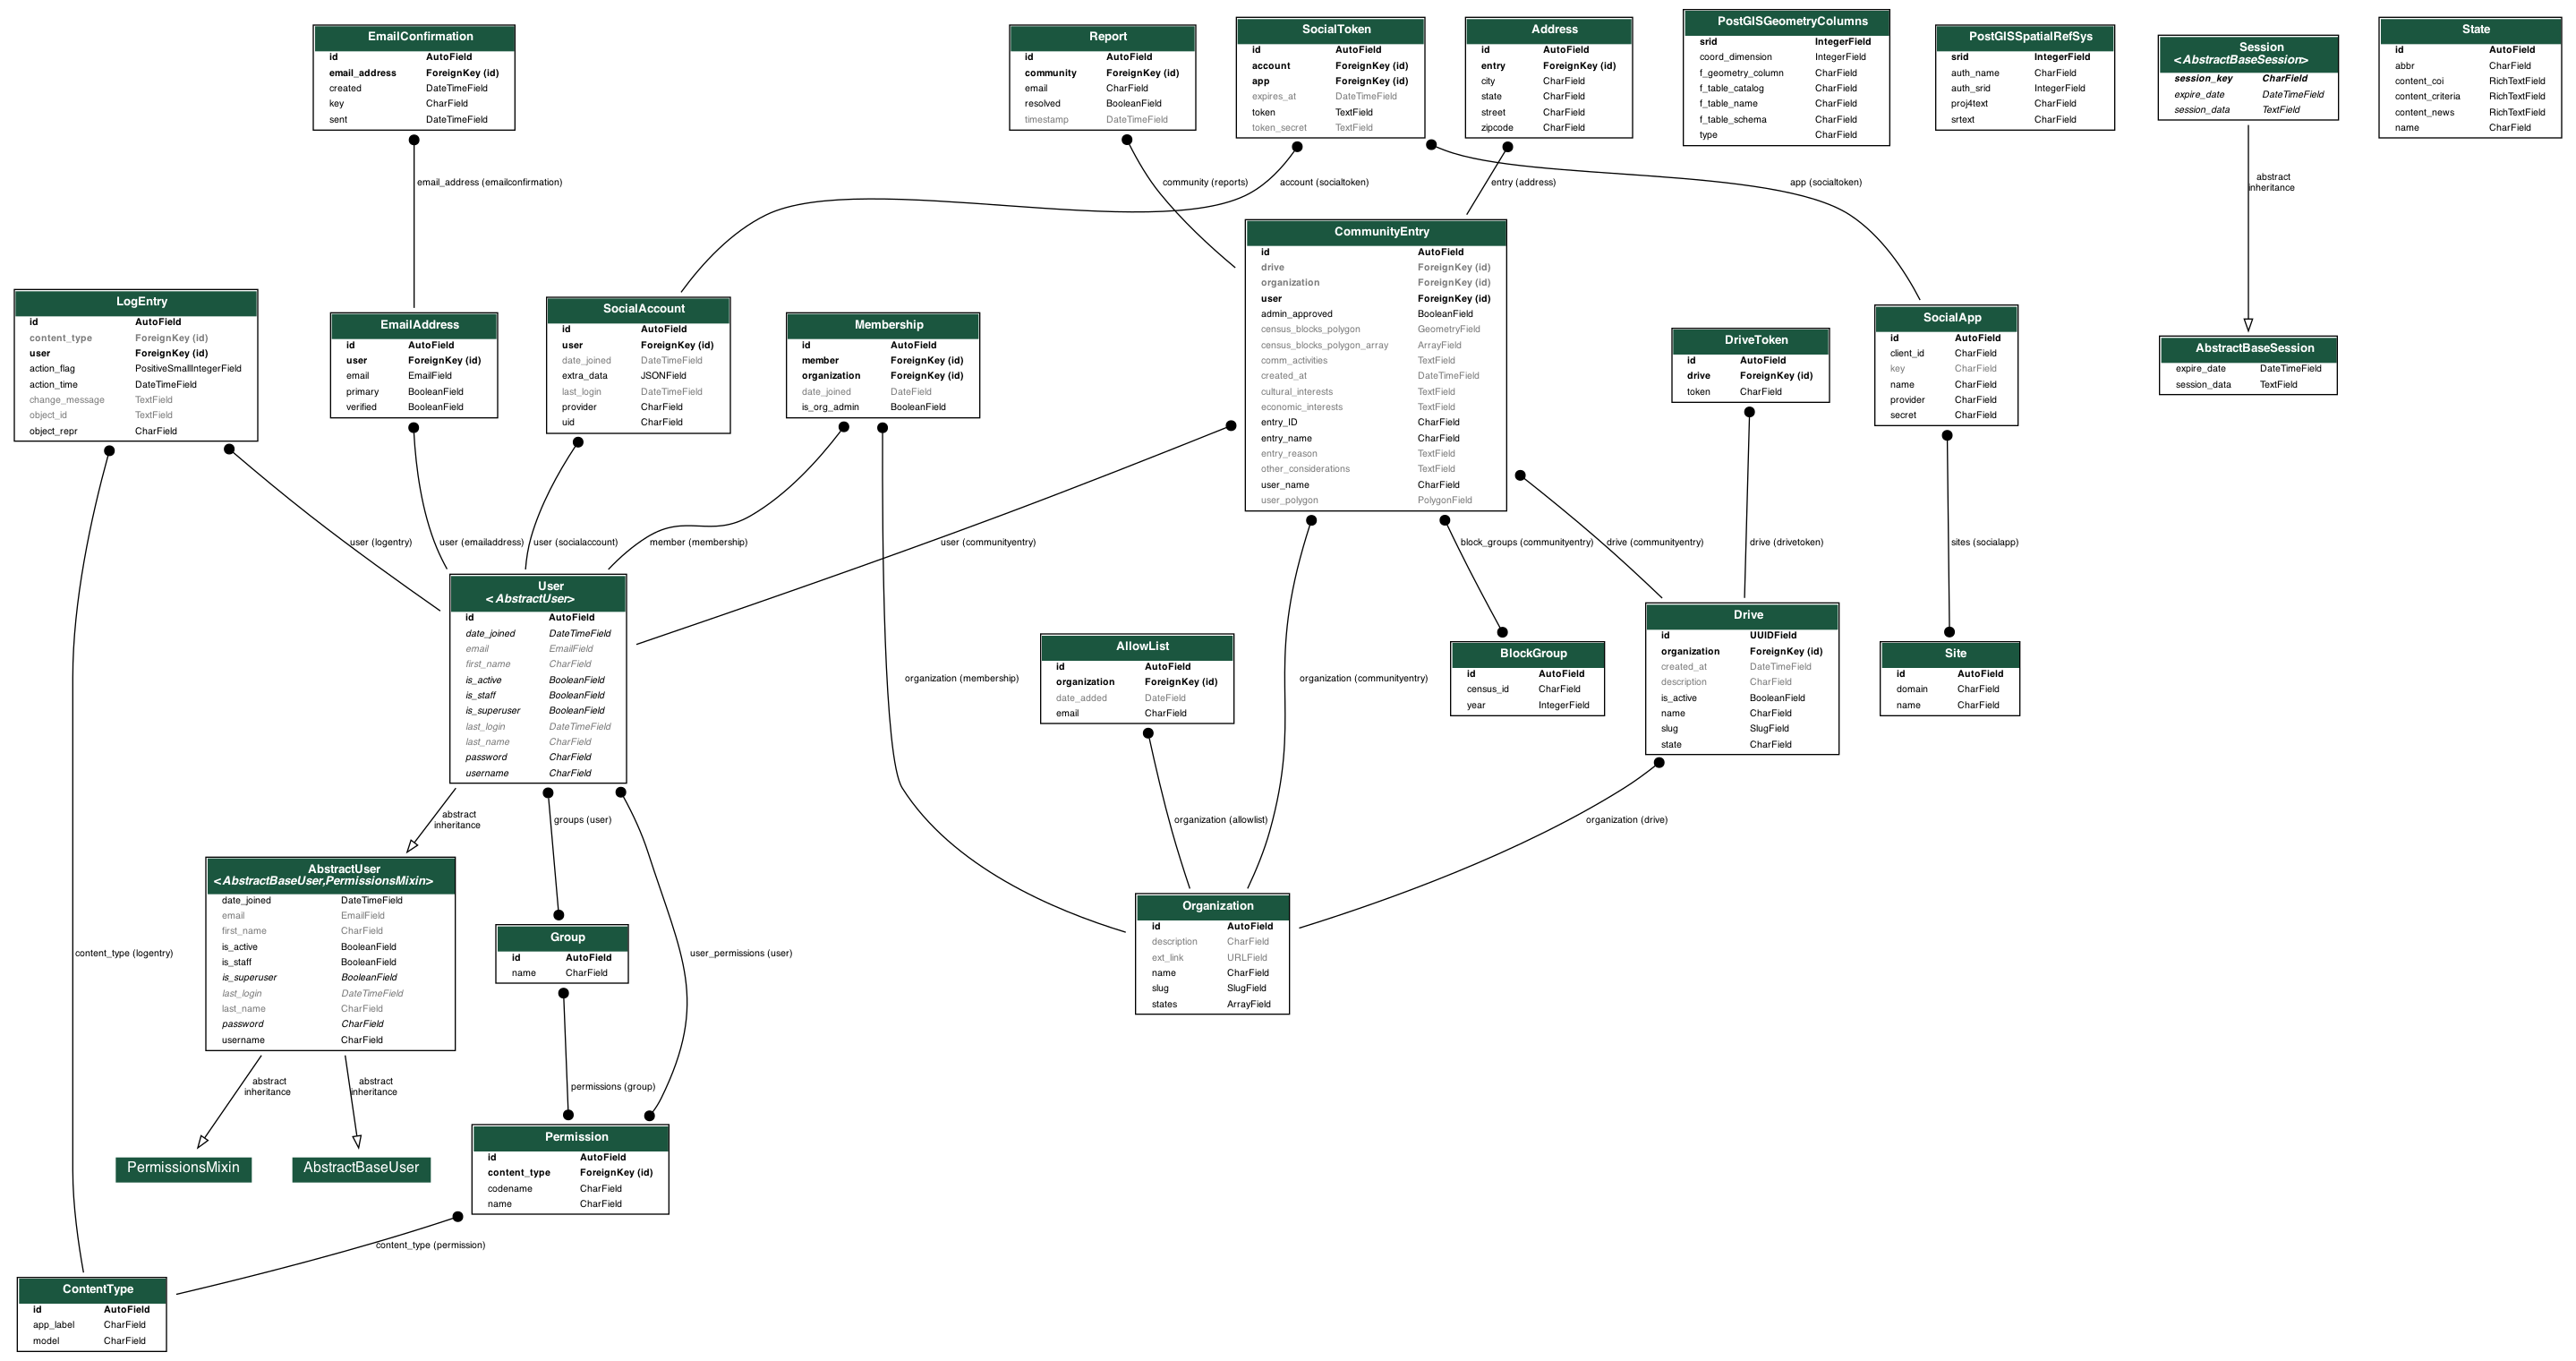 EmailConfirmation
id AutoField
email_address ForeignKey (id)
created DateTimeField
key CharField
sent DateTimeField
Report
id AutoField
community ForeignKey (id)
email CharField
resolved BooleanField
timestamp DateTimeField
SocialToken
id AutoField
account ForeignKey (id)
app ForeignKey (id)
expires_at DateTimeField
token TextField
token_secret TextField
Address
id AutoField
entry ForeignKey (id)
city CharField
state CharField
street CharField
zipcode CharField
PostGISGeometryColumns
srid IntegerField
coord_dimension IntegerField
f_geometry_column CharField
f_table_catalog CharField
f_table_name CharField
f_table_schema CharField
type CharField
PostGISSpatialRefSys
srid IntegerField
auth_name CharField
auth_srid IntegerField
proj4text CharField
srtext CharField
Session
<AbstractBaseSession>
session_key CharField
expire_date DateTimeField
session_data TextField
State
id AutoField
abbr CharField
content_coi RichTextField
content_criteria RichTextField
content_news RichTextField
name CharField
email_address (emailconfirmation)
community (reports)
account (socialtoken)
entry (address)
app (socialtoken)
abstract
inheritance
LogEntry
id AutoField
content_type ForeignKey (id)
user ForeignKey (id)
action_flag PositiveSmallIntegerField
action_time DateTimeField
change_message TextField
object_id TextField
object_repr CharField
EmailAddress
id AutoField
user ForeignKey (id)
email EmailField
primary BooleanField
verified BooleanField
SocialAccount
id AutoField
user ForeignKey (id)
date_joined DateTimeField
extra_data JSONField
last_login DateTimeField
provider CharField
uid CharField
Membership
id AutoField
member ForeignKey (id)
organization ForeignKey (id)
date_joined DateField
is_org_admin BooleanField
CommunityEntry
id AutoField
drive ForeignKey (id)
organization ForeignKey (id)
user ForeignKey (id)
admin_approved BooleanField
census_blocks_polygon GeometryField
census_blocks_polygon_array ArrayField
comm_activities TextField
created_at DateTimeField
cultural_interests TextField
economic_interests TextField
entry_ID CharField
entry_name CharField
entry_reason TextField
other_considerations TextField
user_name CharField
user_polygon PolygonField
DriveToken
id AutoField
drive ForeignKey (id)
token CharField
SocialApp
id AutoField
client_id CharField
key CharField
name CharField
provider CharField
secret CharField
AbstractBaseSession
expire_date DateTimeField
session_data TextField
user (logentry)
user (emailaddress)
user (socialaccount)
member (membership)
user (communityentry)
block_groups (communityentry)
drive (communityentry)
drive (drivetoken)
sites (socialapp)
User
<AbstractUser>
id AutoField
date_joined DateTimeField
email EmailField
first_name CharField
is_active BooleanField
is_staff BooleanField
is_superuser BooleanField
last_login DateTimeField
last_name CharField
password CharField
username CharField
organization (membership)
AllowList
id AutoField
organization ForeignKey (id)
date_added DateField
email CharField
organization (communityentry)
BlockGroup
id AutoField
census_id CharField
year IntegerField
Drive
id UUIDField
organization ForeignKey (id)
created_at DateTimeField
description CharField
is_active BooleanField
name CharField
slug SlugField
state CharField
Site
id AutoField
domain CharField
name CharField
abstract
inheritance
groups (user)
organization (allowlist)
organization (drive)
AbstractUser
<AbstractBaseUser,PermissionsMixin>
date_joined DateTimeField
email EmailField
first_name CharField
is_active BooleanField
is_staff BooleanField
is_superuser BooleanField
last_login DateTimeField
last_name CharField
password CharField
username CharField
content_type (logentry)
Group
id AutoField
name CharField
user_permissions (user)
Organization
id AutoField
description CharField
ext_link URLField
name CharField
slug SlugField
states ArrayField
abstract
inheritance
abstract
inheritance
permissions (group)
PermissionsMixin
AbstractBaseUser
Permission
id AutoField
content_type ForeignKey (id)
codename CharField
name CharField
content_type (permission)
ContentType
id AutoField
app_label CharField
model CharField